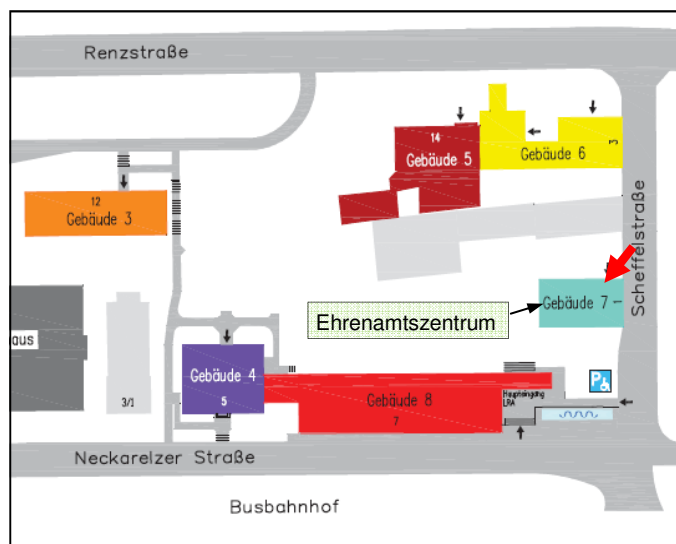 Renzstraße
14
Gebäude 5
Gebäude 6
3
12
Gebäude 3
Scheffelstraße
Gebäude 7
Ehrenamtszentrum
aus
3/1
Gebäude 4
5
Gebäude 8
7
Haupteingang
LRA
P
Neckarelzer Straße
Busbahnhof